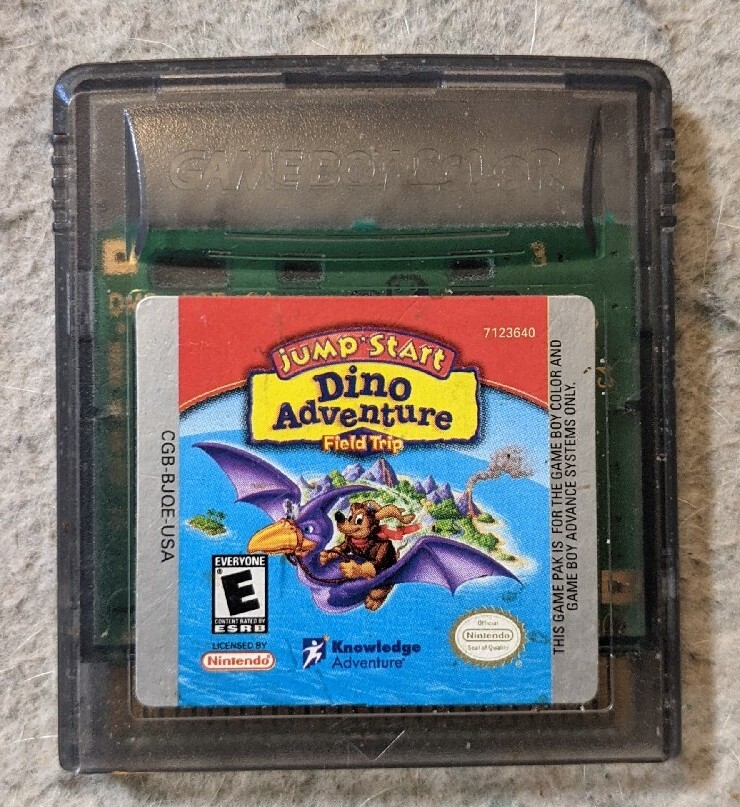 GAME BOY COLOR
7123640
JumpStart
Dino
Adventure
Field Trip
CGB-BJQE-USA
THIS GAME PAK IS FOR THE GAME BOY COLOR AND
GAME BOY ADVANCE SYSTEMS ONLY.
EVERYONE
E
CONTENT RATED BY
ESRB
LICENSED BY
Nintendo
Knowledge
Adventure
Official
Nintendo
Seal of Quality